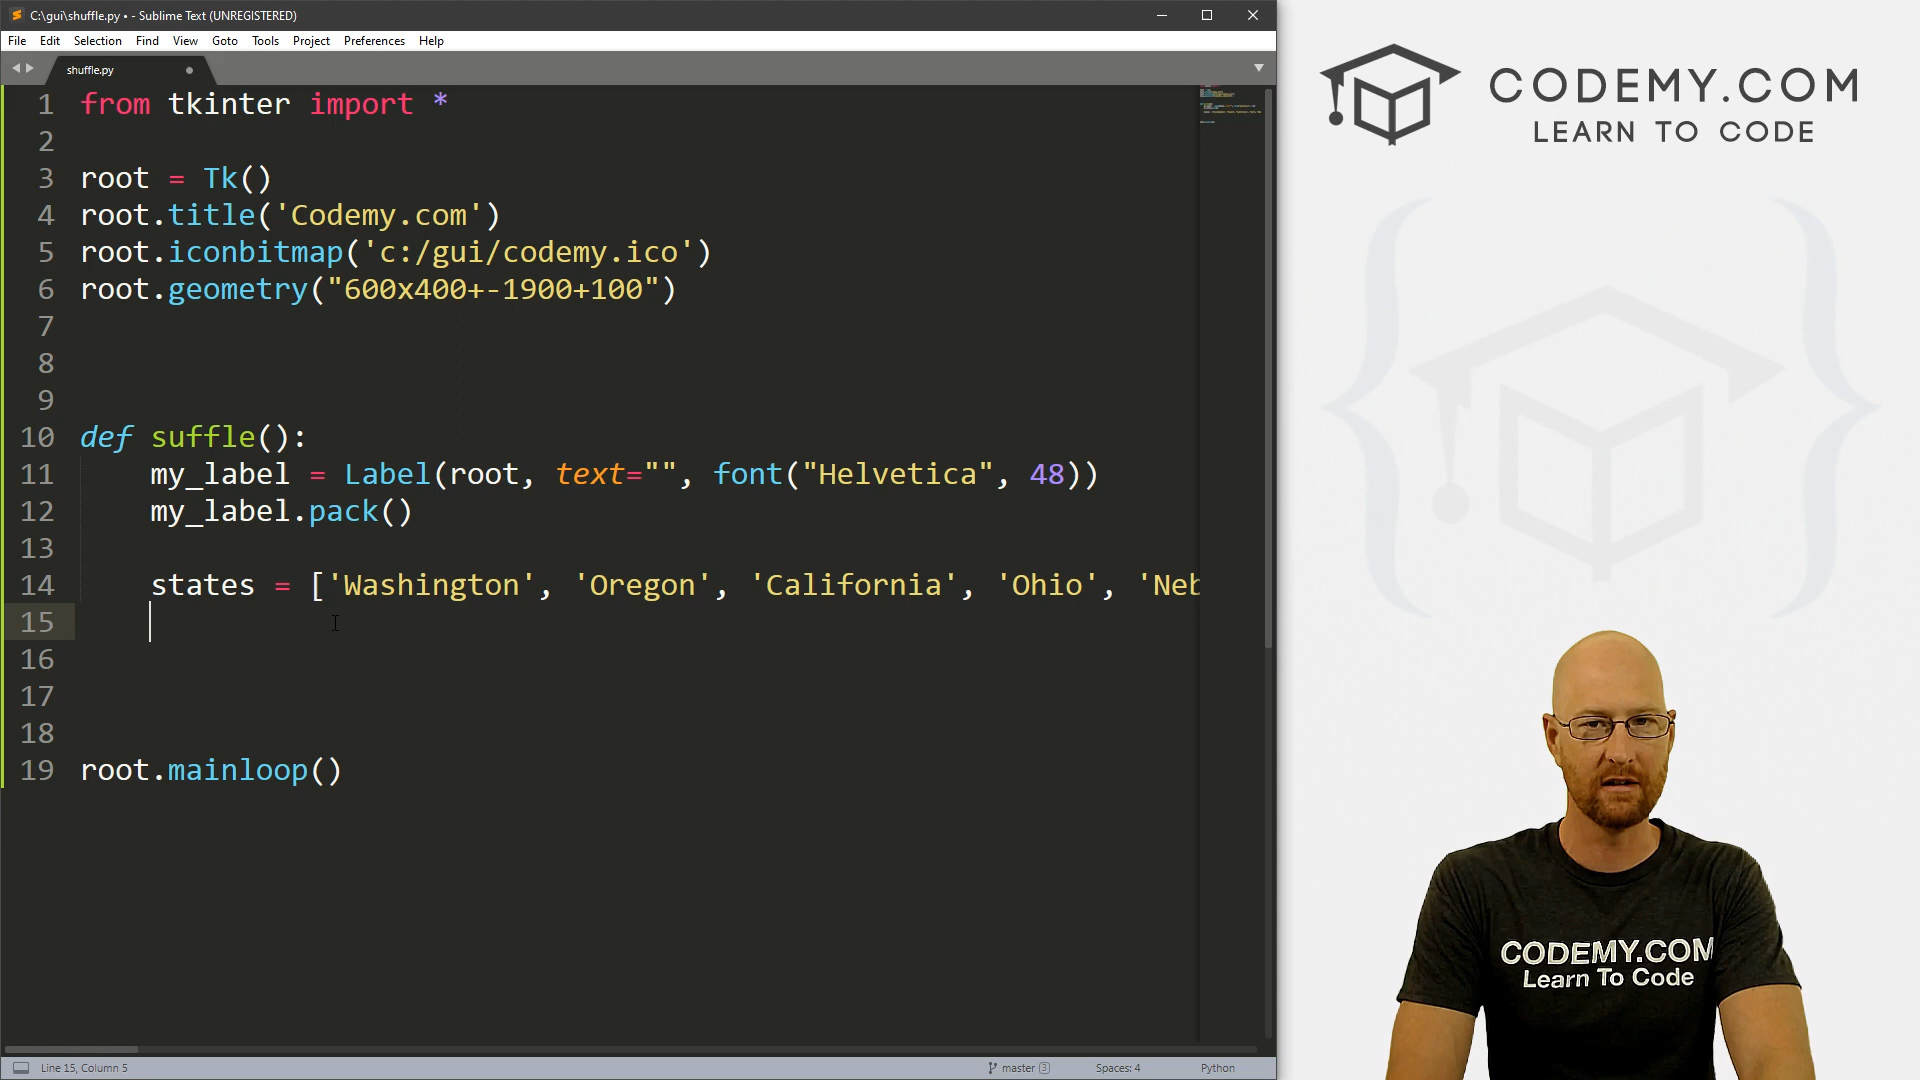 C:\gui\shuffle.py • - Sublime Text (UNREGISTERED)
File Edit Selection Find View Goto Tools Project Preferences Help
shuffle.py
1 from tkinter import *
2
3 root = Tk()
4 root.title('Codemy.com')
5 root.iconbitmap('c:/gui/codemy.ico')
6 root.geometry("600x400+-1900+100")
7
8
9
10 def suffle():
11 my_label = Label(root, text="", font("Helvetica", 48))
12 my_label.pack()
13
14 states = ['Washington', 'Oregon', 'California', 'Ohio', 'Neb
15
16
17
18
19 root.mainloop()
Line 15, Column 5
master 3
Spaces: 4
Python
CODEMY.COM
LEARN TO CODE
CODEMY.COM
Learn To Code